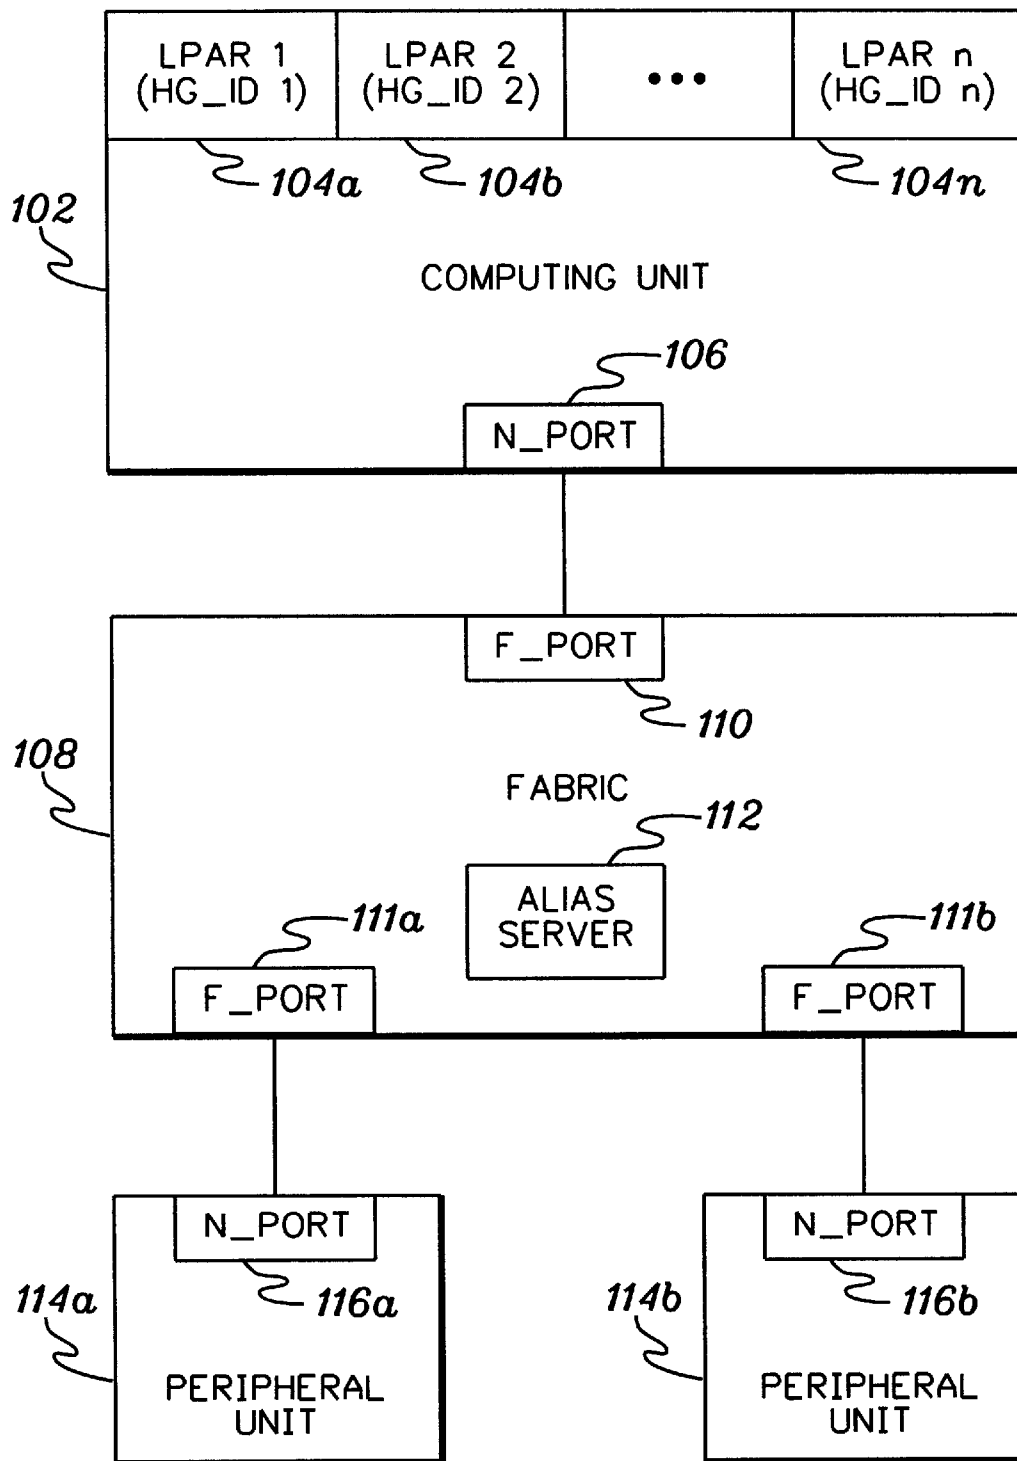 LPAR 1
(HG_ID 1)
LPAR 2
(HG_ID 2)
•••
LPAR n
(HG_ID n)
104a
104b
104n
102
COMPUTING UNIT
106
N_PORT
F_PORT
110
108
FABRIC
112
ALIAS
SERVER
111a
111b
F_PORT
F_PORT
N_PORT
N_PORT
114a
116a
114b
116b
PERIPHERAL
UNIT
PERIPHERAL
UNIT